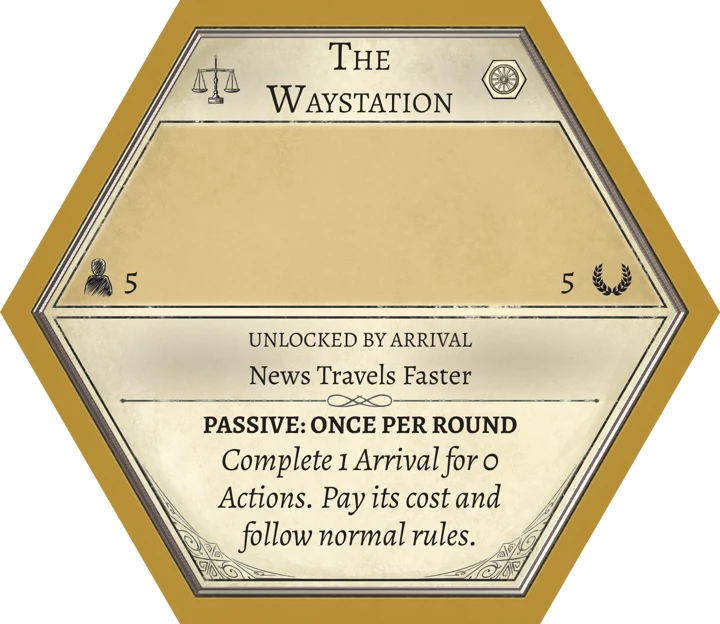 The
Waystation
5
5
UNLOCKED BY ARRIVAL
News Travels Faster
PASSIVE: ONCE PER ROUND
Complete 1 Arrival for 0
Actions. Pay its cost and
follow normal rules.